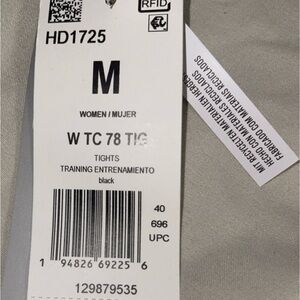 RFID
HD1725
M
WOMEN / MUJER
W TC 78 TIG
TIGHTS
TRAINING ENTRENAMIENTO
black
40
696
UPC
1 94826 69225 6
129879535
MIT RECYCELTEN MATERIALIEN HERGES
HECHO CON MATERIALES RECICLADOS
FABRICADO COM MATERIAIS RECICLADOS